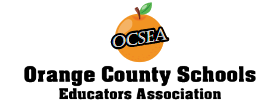 OCSEA
Orange County Schools
Educators Association